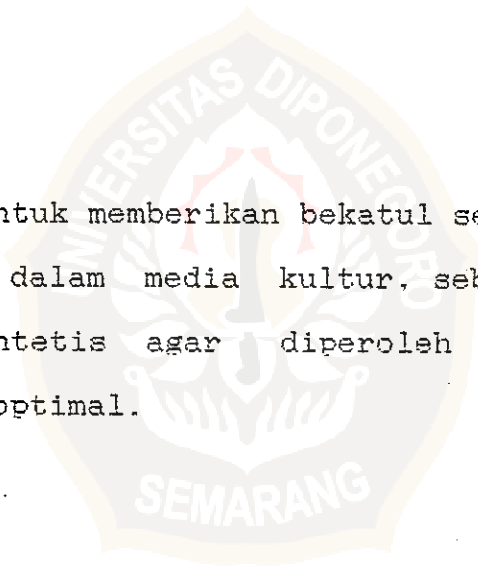 UNIVERSITAS DIPONEGORO
ntuk memberikan bekatul se
dalam media kultur, seb
ntetis agar diperoleh
optimal.
SEMARANG